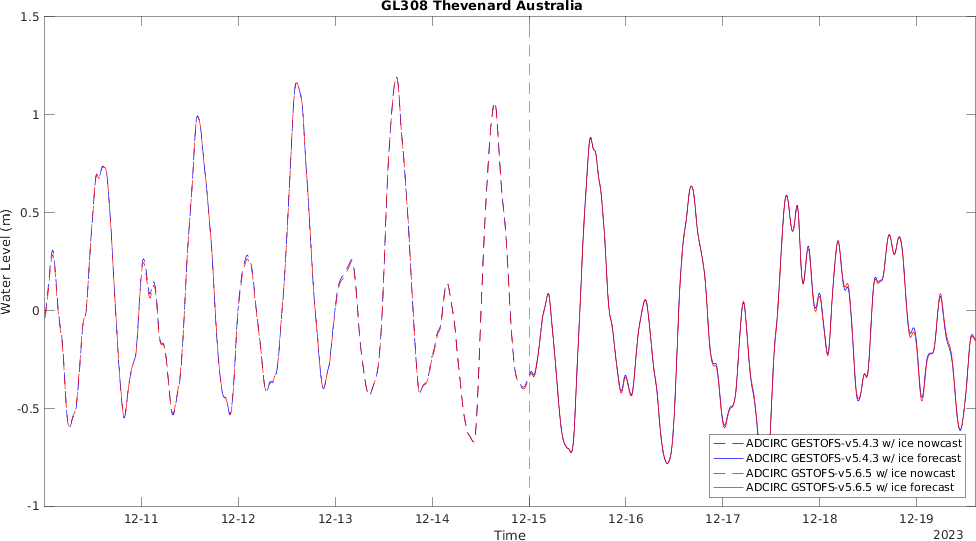 GL308 Thevenard Australia
1.5
1
0.5
0
-0.5
-1
Water Level (m)
12-11
12-12
12-13
12-14
12-15
12-16
12-17
12-18
12-19
Time
2023
ADCIRC GESTOFS-v5.4.3 w/ ice nowcast
ADCIRC GESTOFS-v5.4.3 w/ ice forecast
ADCIRC GSTOFS-v5.6.5 w/ ice nowcast
ADCIRC GSTOFS-v5.6.5 w/ ice forecast